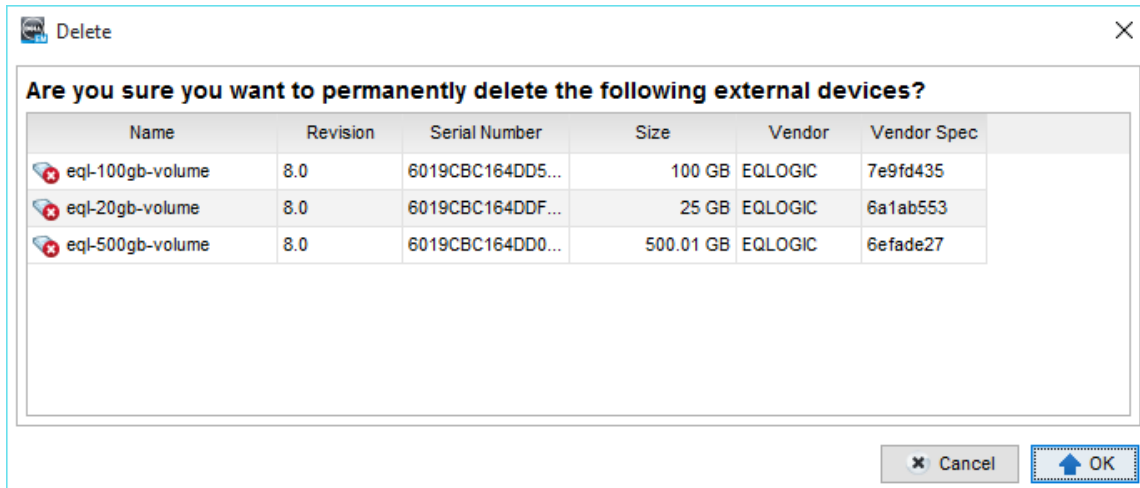 Delete
Are you sure you want to permanently delete the following external devices?
Name Revision Serial Number Size Vendor Vendor Spec
eql-100gb-volume 8.0 6019CBC164DD5... 100 GB EQLOGIC 7e9fd435
eql-20gb-volume 8.0 6019CBC164DDF... 25 GB EQLOGIC 6a1ab553
eql-500gb-volume 8.0 6019CBC164DD0... 500.01 GB EQLOGIC 6efade27
Cancel OK